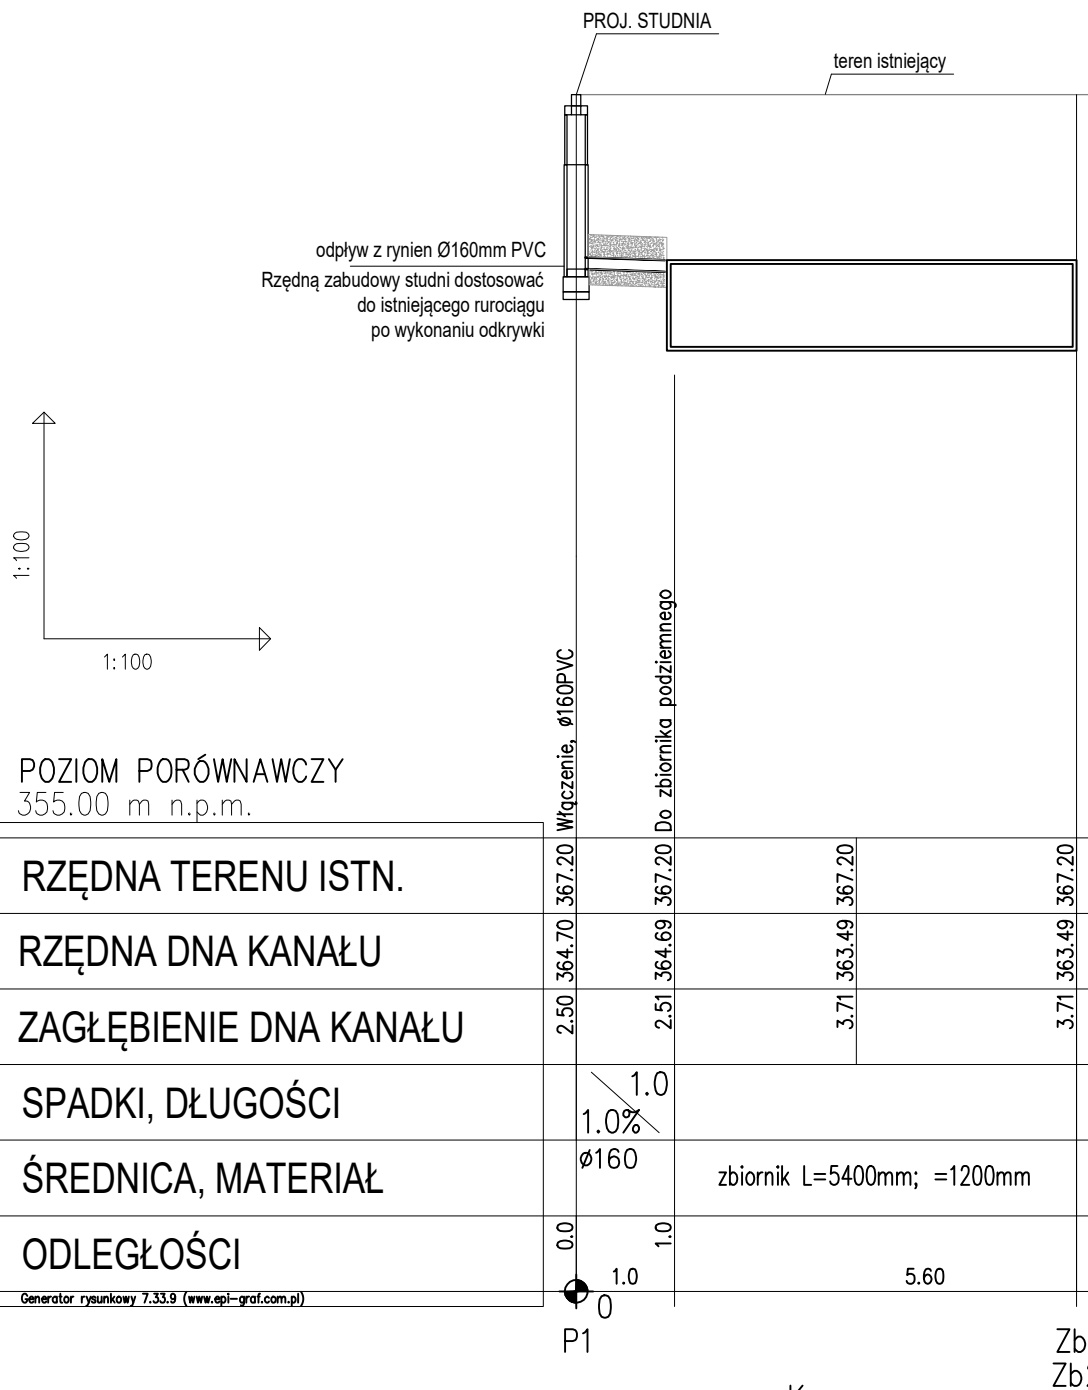 PROJ. STUDNIA
teren istniejący
odpływ z rynien Ø160mm PVC
Rzędną zabudowy studni dostosować
do istniejącego rurociągu
po wykonaniu odkrywki
1:100
1:100
Włączenie, ø160PVC
Do zbiornika podziemnego
POZIOM PORÓWNAWCZY
355.00 m n.p.m.
RZĘDNA TERENU ISTN.
367.20
367.20
367.20
367.20
RZĘDNA DNA KANAŁU
364.70
364.69
363.49
363.49
ZAGŁĘBIENIE DNA KANAŁU
2.50
2.51
3.71
3.71
SPADKI, DŁUGOŚCI
1.0
1.0%
ŚREDNICA, MATERIAŁ
ø160
zbiornik L=5400mm; =1200mm
ODLEGŁOŚCI
0.0
1.0
1.0
5.60
Generator rysunkowy 7.33.9 (www.epi-graf.com.pl)
0
P1
Zb